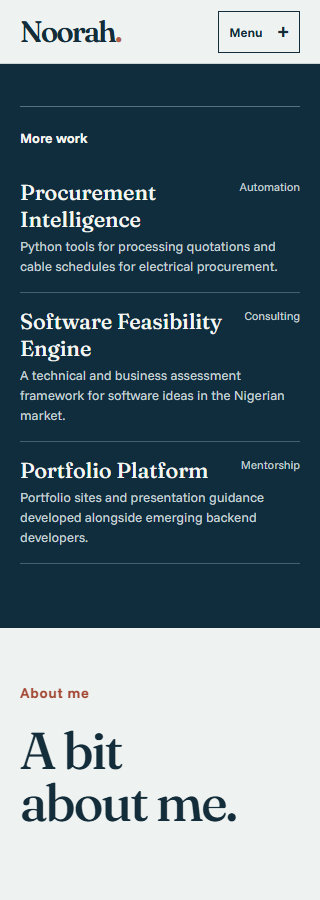 Noorah.
Menu +
More work
Procurement
Intelligence
Automation
Python tools for processing quotations and
cable schedules for electrical procurement.
Software Feasibility
Engine
Consulting
A technical and business assessment
framework for software ideas in the Nigerian
market.
Portfolio Platform
Mentorship
Portfolio sites and presentation guidance
developed alongside emerging backend
developers.
About me
A bit
about me.